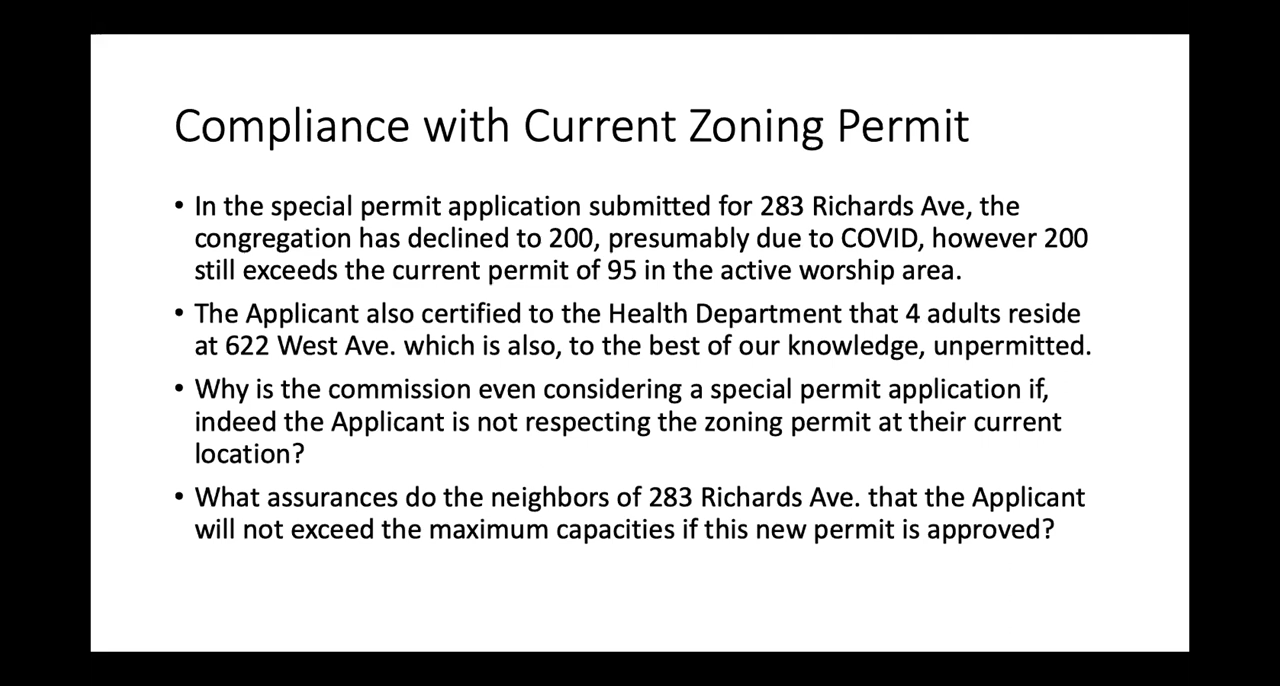 Compliance with Current Zoning Permit
• In the special permit application submitted for 283 Richards Ave, the
congregation has declined to 200, presumably due to COVID, however 200
still exceeds the current permit of 95 in the active worship area.
• The Applicant also certified to the Health Department that 4 adults reside
at 622 West Ave. which is also, to the best of our knowledge, unpermitted.
• Why is the commission even considering a special permit application if,
indeed the Applicant is not respecting the zoning permit at their current
location?
• What assurances do the neighbors of 283 Richards Ave. that the Applicant
will not exceed the maximum capacities if this new permit is approved?